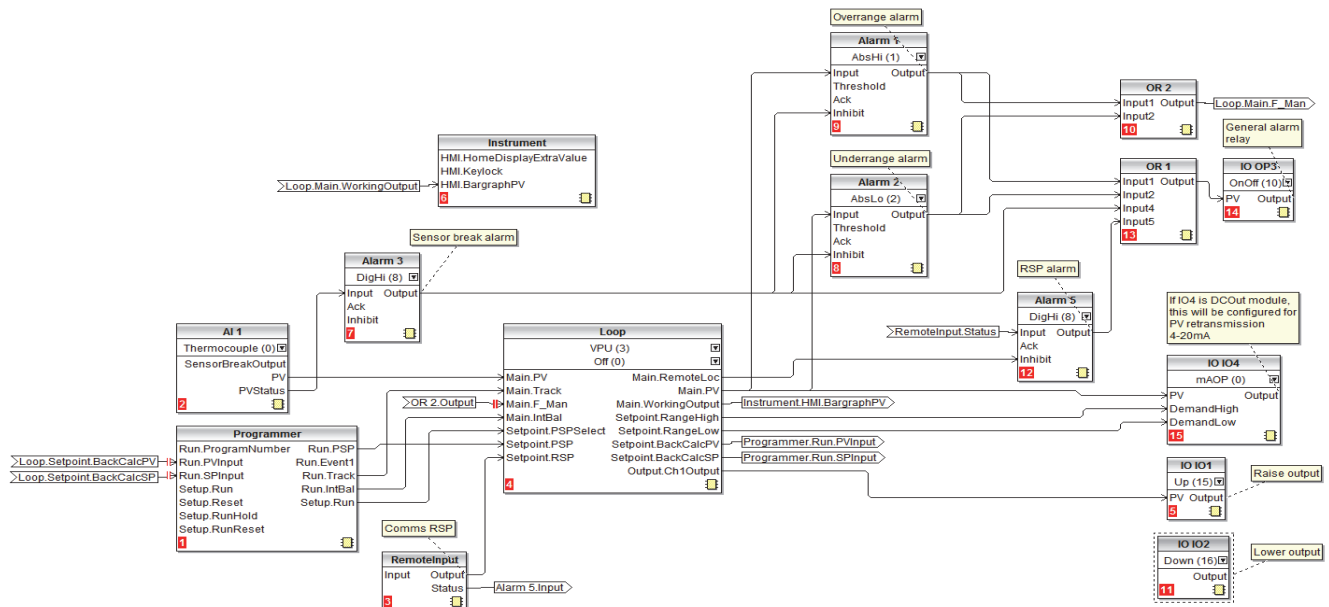 Overrange alarm
Alarm 1
AbsHi (1)
Input Output
Threshold
Ack
Inhibit
9
OR 2
Input1 Output
Input2
10
Loop.Main.F_Man
General alarm
relay
Instrument
HMI.HomeDisplayExtraValue
HMI.Keylock
HMI.BargraphPV
6
Loop.Main.WorkingOutput
Underrange alarm
Alarm 2
AbsLo (2)
Input Output
Threshold
Ack
Inhibit
8
OR 1
Input1 Output
Input2
Input4
Input5
13
IO OP3
OnOff (10)
PV Output
14
Sensor break alarm
Alarm 3
DigHi (8)
Input Output
Ack
Inhibit
7
RSP alarm
Alarm 5
DigHi (8)
Input Output
Ack
Inhibit
12
RemoteInput.Status
If IO4 is DCOut module,
this will be configured for
PV retransmission
4-20mA
AI 1
Thermocouple (0)
SensorBreakOutput
PV
PVStatus
2
Loop
VPU (3)
Off (0)
Main.PV Main.RemoteLoc
Main.Track Main.PV
Main.F_Man Main.WorkingOutput
Main.IntBal Setpoint.RangeHigh
Setpoint.PSPSelect Setpoint.RangeLow
Setpoint.PSP Setpoint.BackCalcPV
Setpoint.RSP Setpoint.BackCalcSP
Output.Ch1Output
4
OR 2.Output
Instrument.HMI.BargraphPV
Programmer.Run.PVInput
Programmer.Run.SPInput
IO IO4
mAOP (0)
PV Output
DemandHigh
DemandLow
15
Programmer
Run.ProgramNumber Run.PSP
Run.PVInput Run.Event1
Run.SPInput Run.Track
Setup.Run Run.IntBal
Setup.Reset Setup.Run
Setup.RunHold
Setup.RunReset
1
Loop.Setpoint.BackCalcPV
Loop.Setpoint.BackCalcSP
IO IO1
Up (15)
PV Output
5
Raise output
Comms RSP
RemoteInput
Input Output
Status
3
Alarm 5.Input
IO IO2
Down (16)
Output
11
Lower output